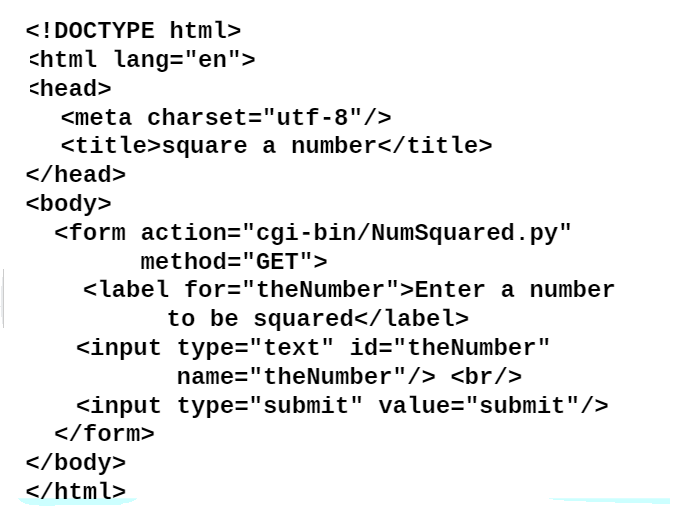 <!DOCTYPE html>
<html lang="en">
<head>
<meta charset="utf-8"/>
<title>square a number</title>
</head>
<body>
<form action="cgi-bin/NumSquared.py"
method="GET">
<label for="theNumber">Enter a number
to be squared</label>
<input type="text" id="theNumber"
name="theNumber"/> <br/>
<input type="submit" value="submit"/>
</form>
</body>
</html>